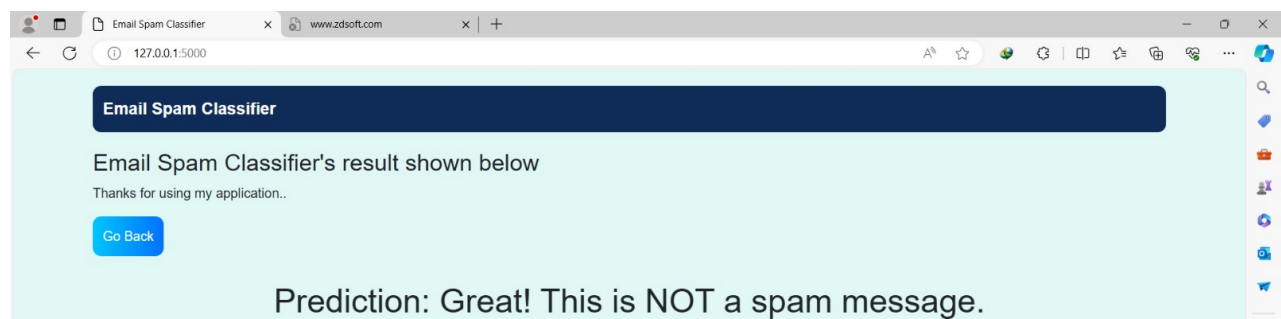 Email Spam Classifier
www.zdsoft.com
127.0.0.1:5000
Email Spam Classifier
Email Spam Classifier's result shown below
Thanks for using my application..
Go Back
Prediction: Great! This is NOT a spam message.